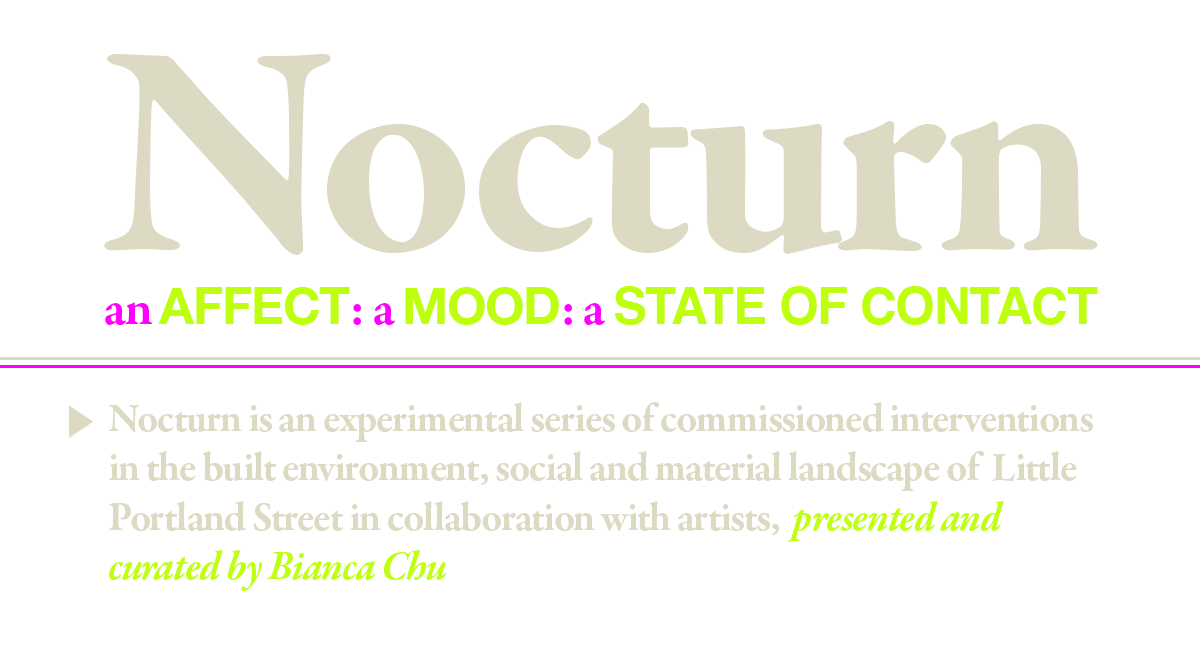 Nocturn
an AFFECT: a MOOD: a STATE OF CONTACT
Nocturn is an experimental series of commissioned interventions
in the built environment, social and material landscape of Little
Portland Street in collaboration with artists, presented and
curated by Bianca Chu